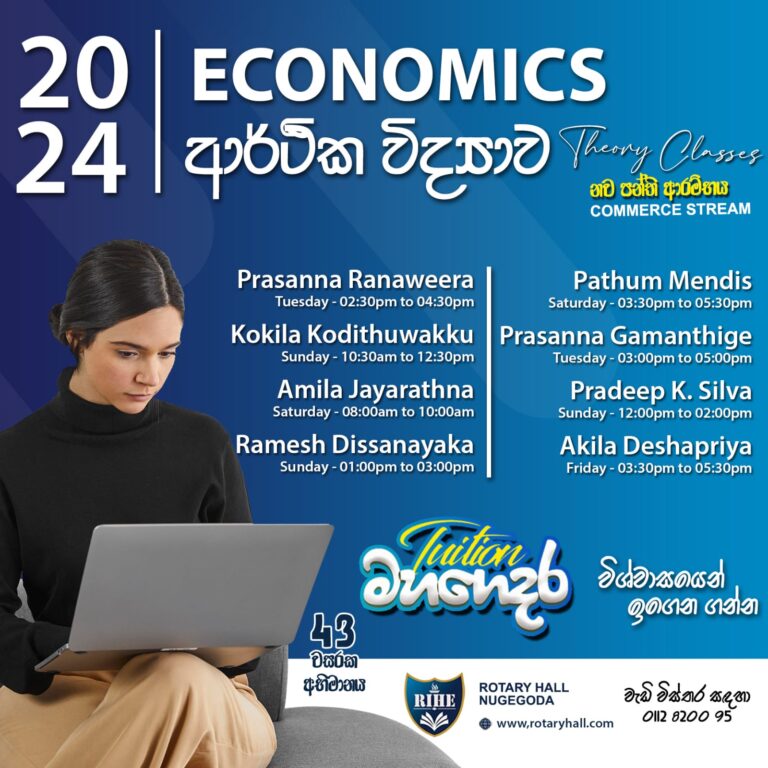 2024
ECONOMICS
ආර්ථික විද්‍යාව
Theory Classes
නව පන්ති ආරම්භය
COMMERCE STREAM
Prasanna Ranaweera
Tuesday - 02:30pm to 04:30pm
Kokila Kodithuwakku
Sunday - 10:30am to 12:30pm
Amila Jayarathna
Saturday - 08:00am to 10:00am
Ramesh Dissanayaka
Sunday - 01:00pm to 03:00pm
Pathum Mendis
Saturday - 03:30pm to 05:30pm
Prasanna Gamanthige
Tuesday - 03:00pm to 05:00pm
Pradeep K. Silva
Sunday - 12:00pm to 02:00pm
Akila Deshapriya
Friday - 03:30pm to 05:30pm
Tuition
මහගෙදර
විශ්වාසයෙන්
ඉගෙන ගන්න
43
වසරක
අභිමානය
RIHE
ROTARY HALL
NUGEGODA
www.rotaryhall.com
වැඩි විස්තර සඳහා
0112 8200 95